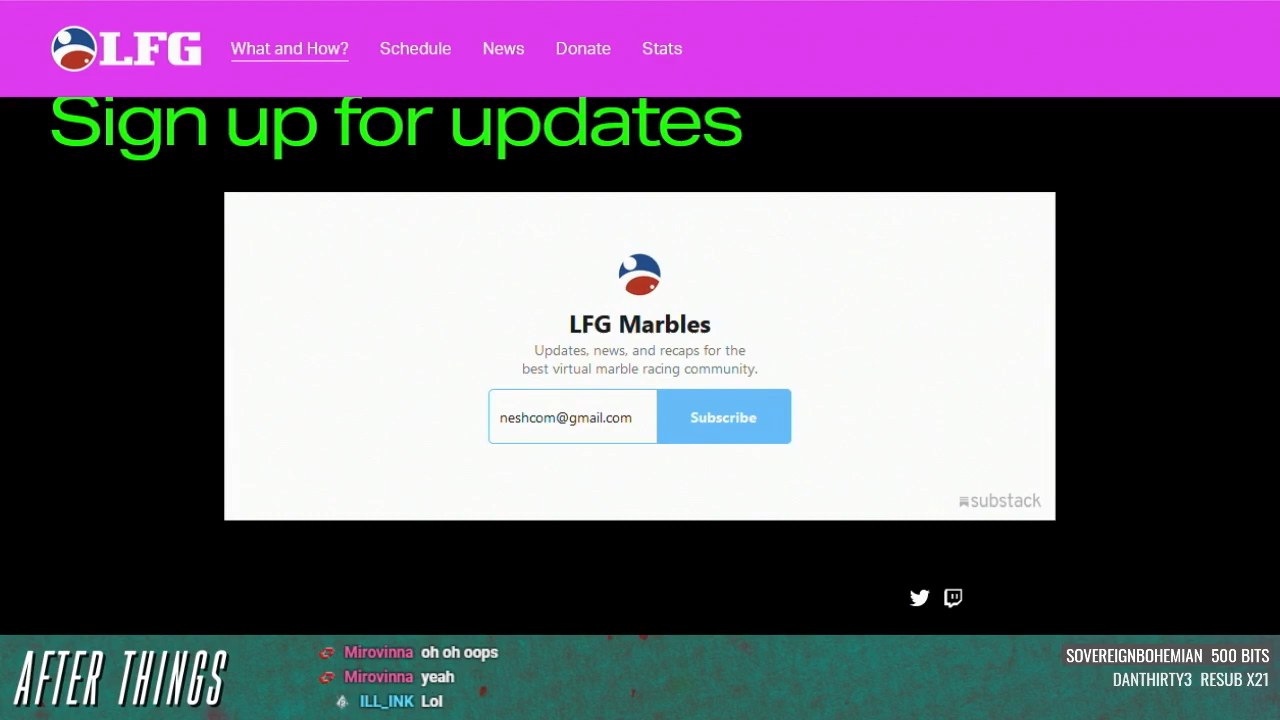 LFG What and How? Schedule News Donate Stats
Sign up for updates
LFG Marbles
Updates, news, and recaps for the
best virtual marble racing community.
neshcom@gmail.com Subscribe
substack
AFTER THINGS
Mirovinna oh oh oops
Mirovinna yeah
ILL_INK Lol
SOVEREIGNBOHEMIAN 500 BITS
DANTHIRTY3 RESUB X21